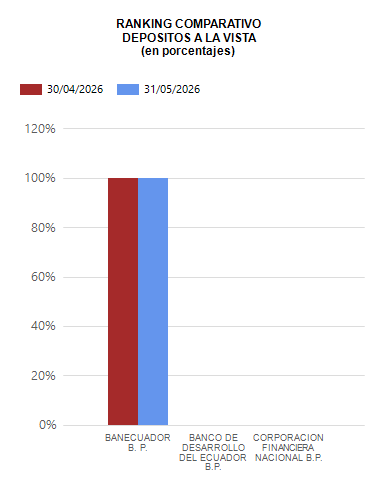 RANKING COMPARATIVO
DEPOSITOS A LA VISTA
(en porcentajes)
30/04/2026 31/05/2026
120%
100%
80%
60%
40%
20%
0%
BANECUADOR
B. P.
BANCO DE
DESARROLLO
DEL ECUADOR
B.P.
CORPORACION
FINANCIERA
NACIONAL B.P.